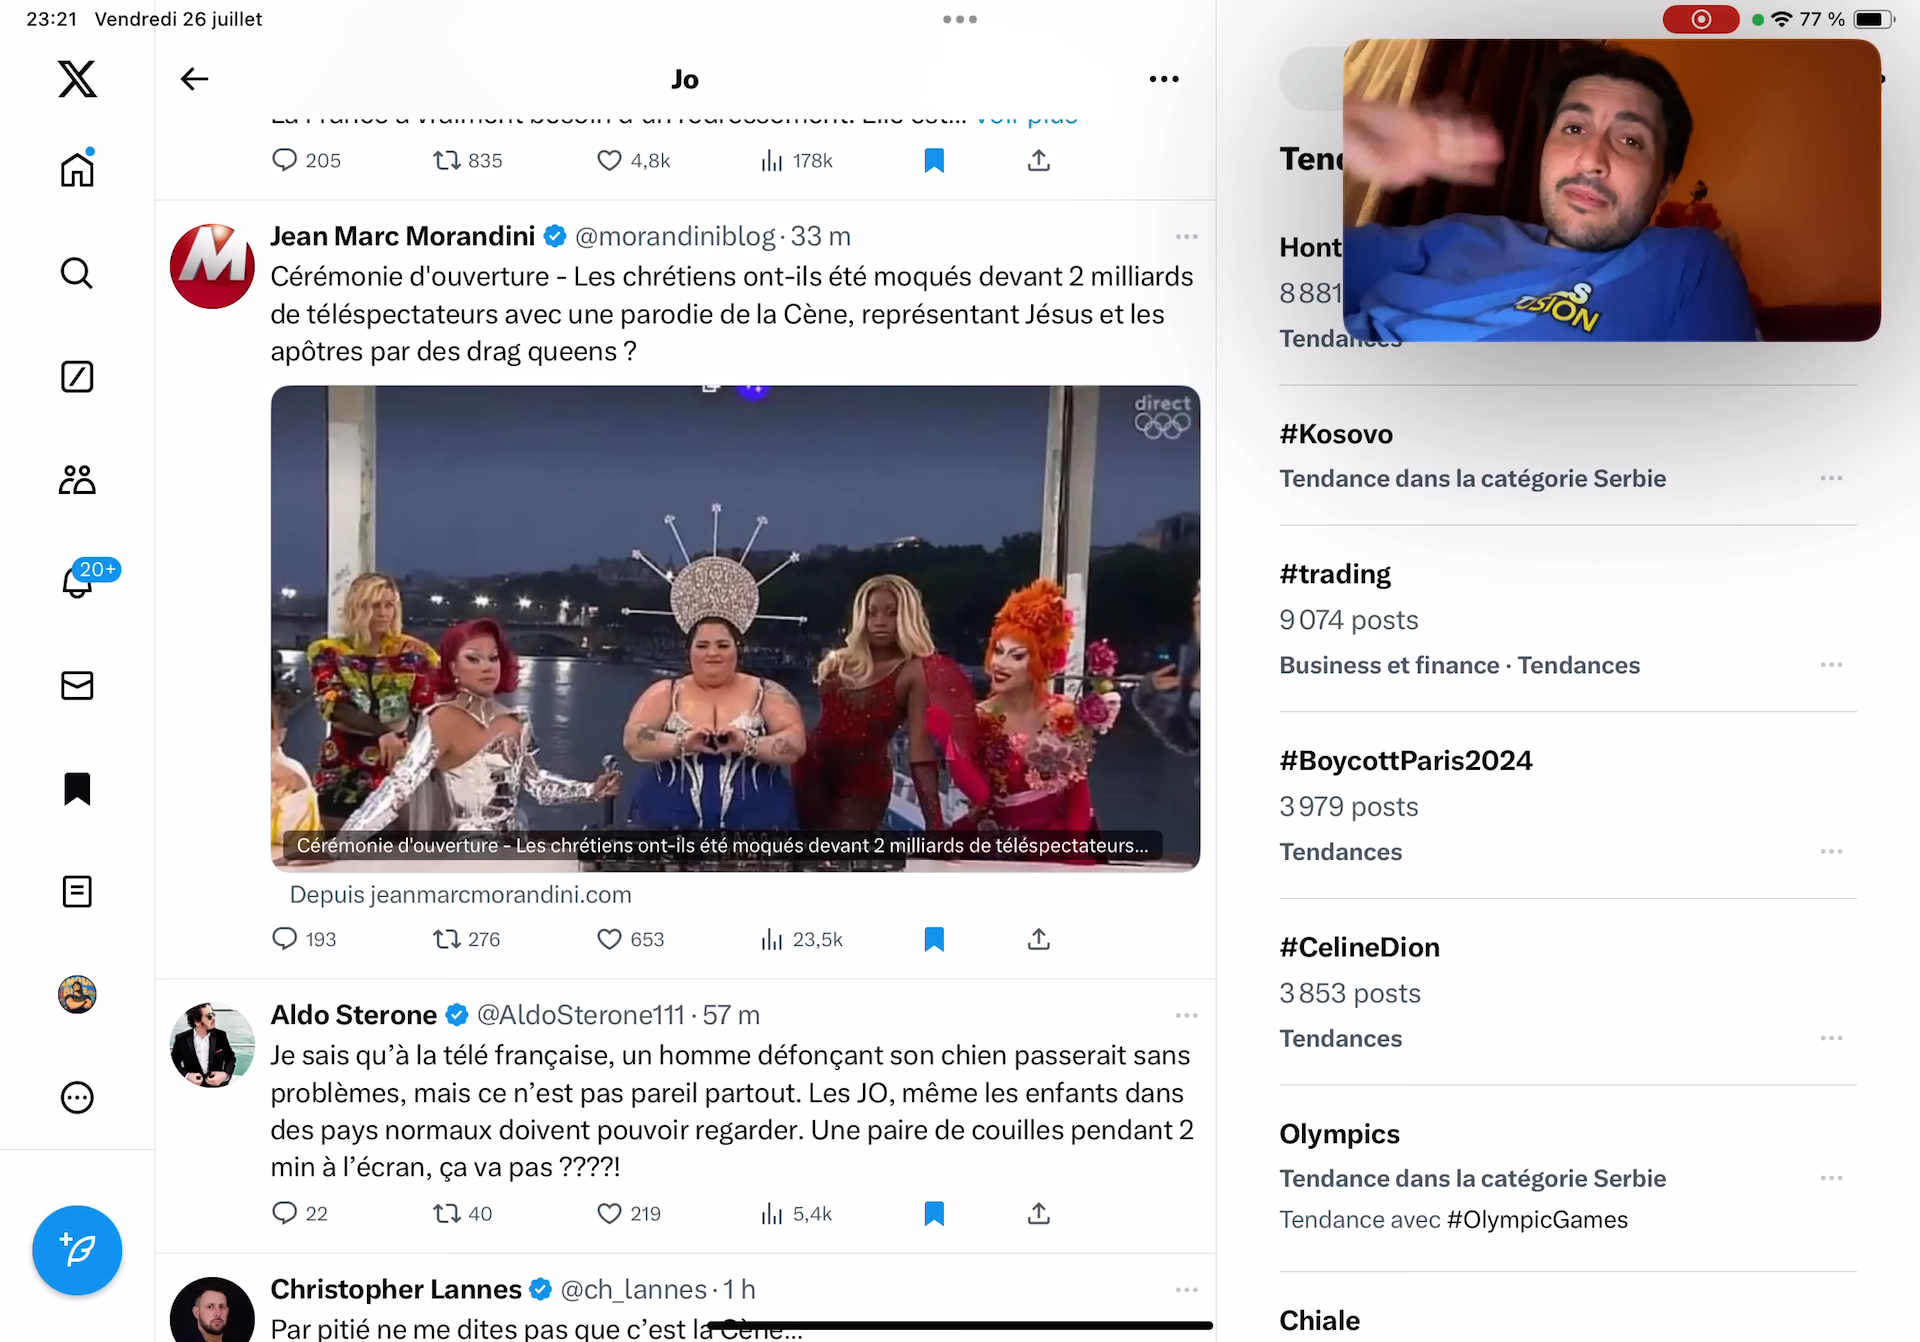 23:21 Vendredi 26 juillet
77 %
Jo
La France a vraiment besoin d'un redressement. Elle est... Voir plus
205 835 4,8k 178k
Jean Marc Morandini @morandiniblog · 33 m
Cérémonie d'ouverture - Les chrétiens ont-ils été moqués devant 2 milliards
de téléspectateurs avec une parodie de la Cène, représentant Jésus et les
apôtres par des drag queens ?
direct
Cérémonie d'ouverture - Les chrétiens ont-ils été moqués devant 2 milliards de téléspectateurs...
Depuis jeanmarcmorandini.com
193 276 653 23,5k
Aldo Sterone @AldoSterone111 · 57 m
Je sais qu’à la télé française, un homme défonçant son chien passerait sans
problèmes, mais ce n’est pas pareil partout. Les JO, même les enfants dans
des pays normaux doivent pouvoir regarder. Une paire de couilles pendant 2
min à l’écran, ça va pas ????!
22 40 219 5,4k
Christopher Lannes @ch_lannes · 1 h
Par pitié ne me dites pas que c’est la Cène...
20+
Tend
Hont
8 881
Tendances
#Kosovo
Tendance dans la catégorie Serbie
#trading
9 074 posts
Business et finance · Tendances
#BoycottParis2024
3 979 posts
Tendances
#CelineDion
3 853 posts
Tendances
Olympics
Tendance dans la catégorie Serbie
Tendance avec #OlympicGames
Chiale